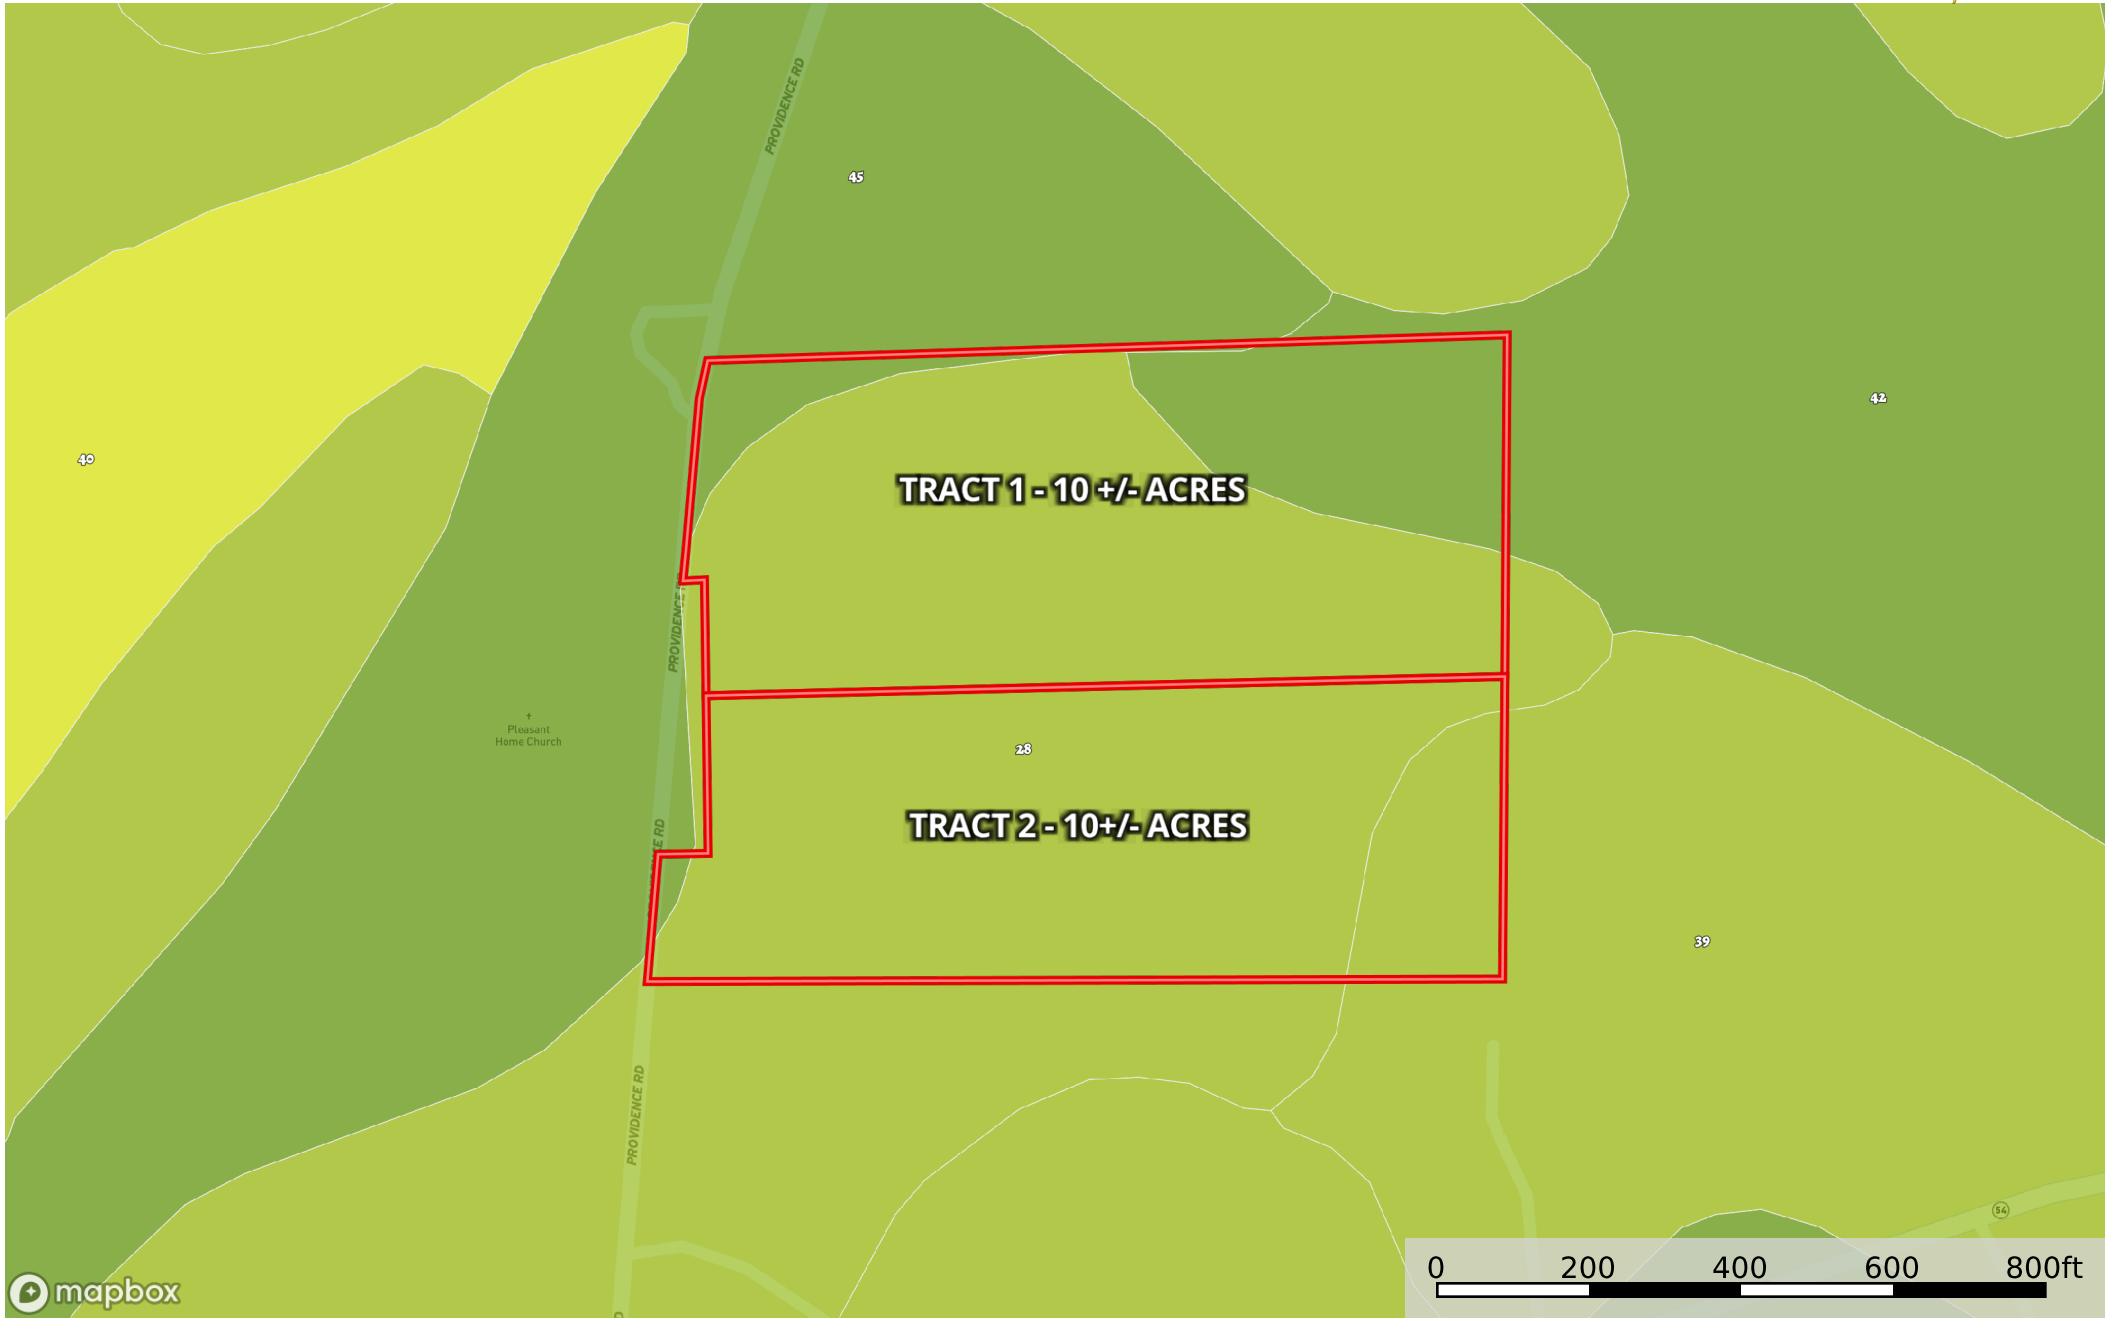 PROVIDENCE RD
45
42
40
TRACT 1 - 10 +/- ACRES
PROVIDENCE RD
Pleasant
Home Church
28
TRACT 2 - 10+/- ACRES
39
PROVIDENCE RD
54
0 200 400 600 800ft
mapbox